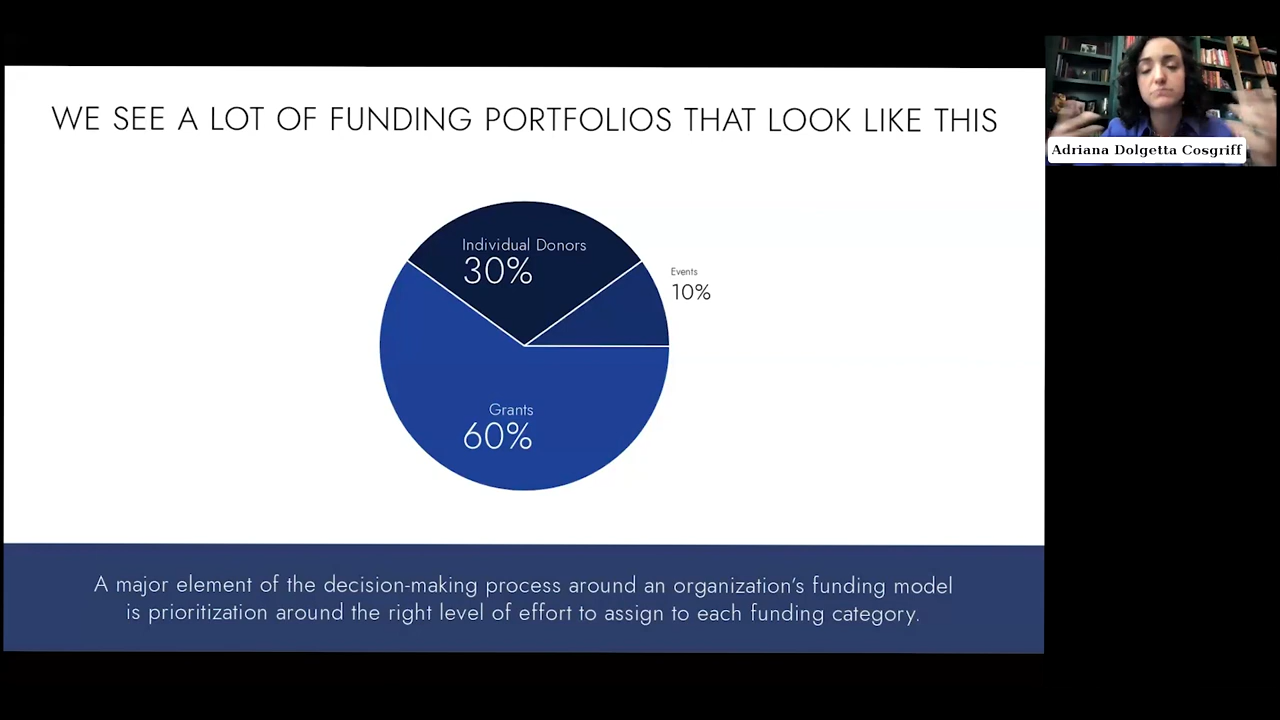 WE SEE A LOT OF FUNDING PORTFOLIOS THAT LOOK LIKE THIS
Adriana Dolgetta Cosgriff
Individual Donors
30%
Events
10%
Grants
60%
A major element of the decision-making process around an organization's funding model
is prioritization around the right level of effort to assign to each funding category.